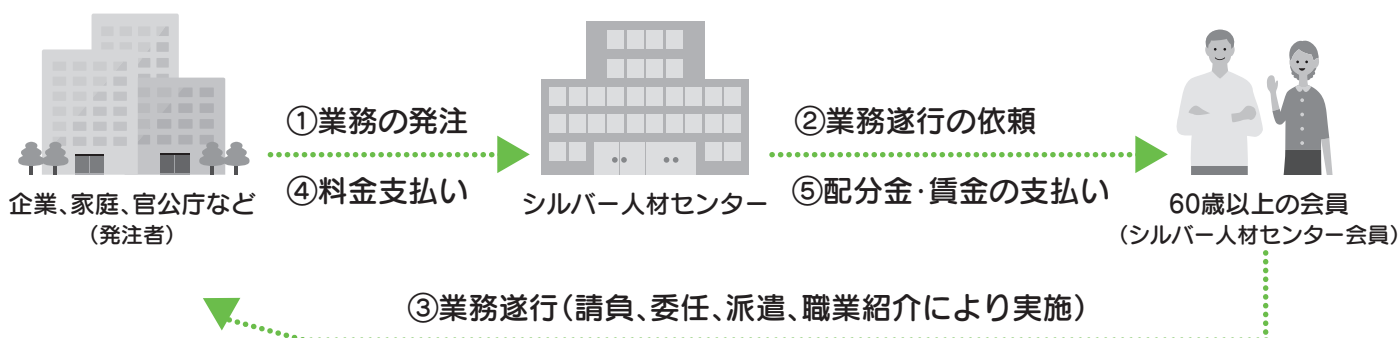 ①業務の発注
②業務遂行の依頼
④料金支払い
⑤配分金・賃金の支払い
企業、家庭、官公庁など
（発注者）
シルバー人材センター
60歳以上の会員
（シルバー人材センター会員）
③業務遂行（請負、委任、派遣、職業紹介により実施）